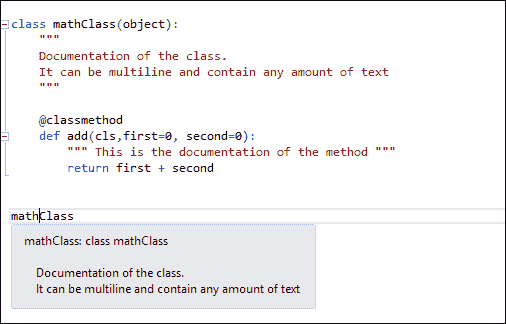 class mathClass(object):
    """
    Documentation of the class.
    It can be multiline and contain any amount of text
    """
    @classmethod
    def add(cls,first=0, second=0):
        """ This is the documentation of the method """
        return first + second
mathClass
mathClass: class mathClass
Documentation of the class.
It can be multiline and contain any amount of text